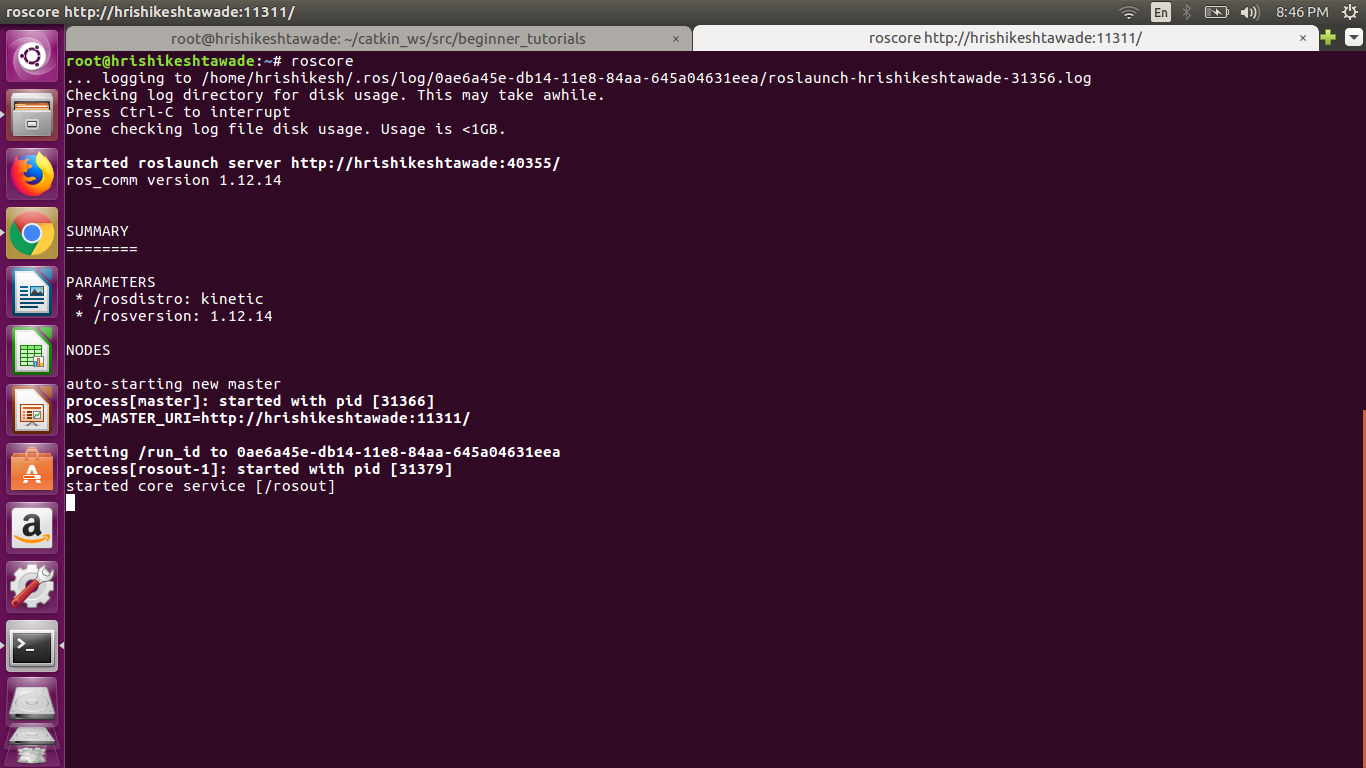 roscore http://hrishikeshtawade:11311/
En
8:46 PM
root@hrishikeshtawade: ~/catkin_ws/src/beginner_tutorials ×
roscore http://hrishikeshtawade:11311/ ×
root@hrishikeshtawade:~# roscore
... logging to /home/hrishikesh/.ros/log/0ae6a45e-db14-11e8-84aa-645a04631eea/roslaunch-hrishikeshtawade-31356.log
Checking log directory for disk usage. This may take awhile.
Press Ctrl-C to interrupt
Done checking log file disk usage. Usage is <1GB.
started roslaunch server http://hrishikeshtawade:40355/
ros_comm version 1.12.14
SUMMARY
========
PARAMETERS
 * /rosdistro: kinetic
 * /rosversion: 1.12.14
NODES
auto-starting new master
process[master]: started with pid [31366]
ROS_MASTER_URI=http://hrishikeshtawade:11311/
setting /run_id to 0ae6a45e-db14-11e8-84aa-645a04631eea
process[rosout-1]: started with pid [31379]
started core service [/rosout]